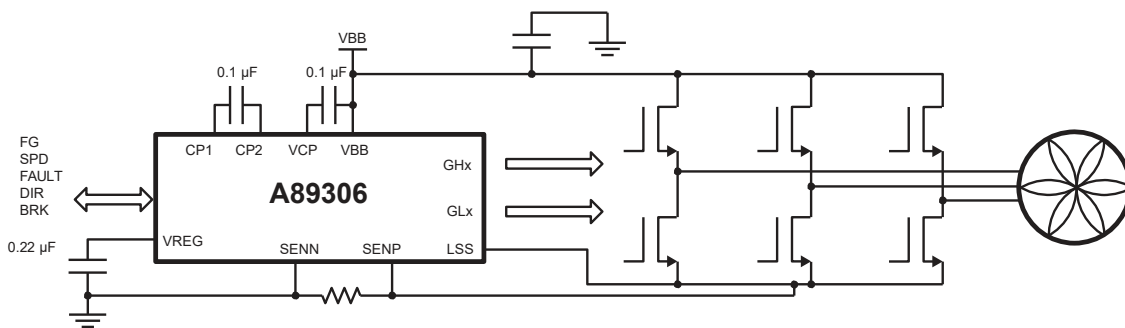 VBB
0.1 µF
0.1 µF
FG
SPD
FAULT
DIR
BRK
CP1
CP2
VCP
VBB
GHx
A89306
GLx
0.22 µF
VREG
SENN
SENP
LSS